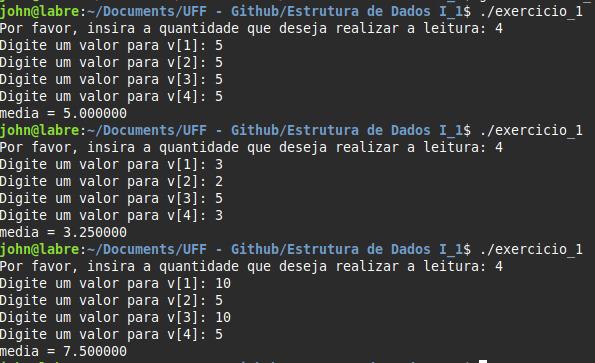 john@labre:~/Documents/UFF - Github/Estrutura de Dados I_1$ ./exercicio_1
Por favor, insira a quantidade que deseja realizar a leitura: 4
Digite um valor para v[1]: 5
Digite um valor para v[2]: 5
Digite um valor para v[3]: 5
Digite um valor para v[4]: 5
media = 5.000000
john@labre:~/Documents/UFF - Github/Estrutura de Dados I_1$ ./exercicio_1
Por favor, insira a quantidade que deseja realizar a leitura: 4
Digite um valor para v[1]: 3
Digite um valor para v[2]: 2
Digite um valor para v[3]: 5
Digite um valor para v[4]: 3
media = 3.250000
john@labre:~/Documents/UFF - Github/Estrutura de Dados I_1$ ./exercicio_1
Por favor, insira a quantidade que deseja realizar a leitura: 4
Digite um valor para v[1]: 10
Digite um valor para v[2]: 5
Digite um valor para v[3]: 10
Digite um valor para v[4]: 5
media = 7.500000